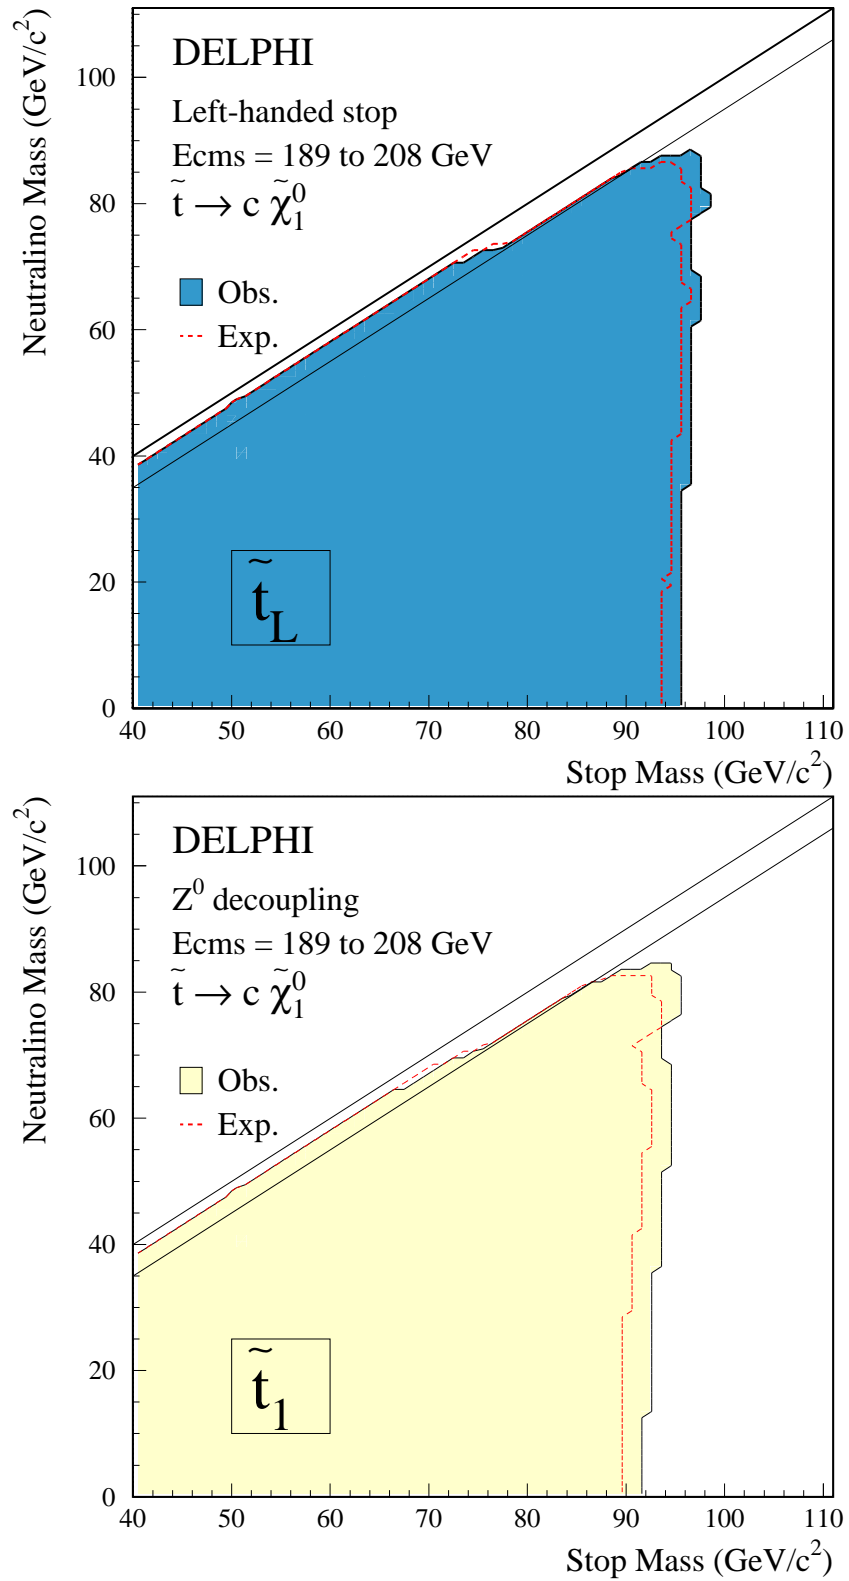 Neutralino Mass (GeV/c²)
DELPHI
Left-handed stop
Ecms = 189 to 208 GeV
t̃ → c χ̃₁⁰
Obs.
Exp.
t̃_L
100
80
60
40
20
0
40 50 60 70 80 90 100 110
Stop Mass (GeV/c²)
Neutralino Mass (GeV/c²)
DELPHI
Z⁰ decoupling
Ecms = 189 to 208 GeV
t̃ → c χ̃₁⁰
Obs.
Exp.
t̃₁
100
80
60
40
20
0
40 50 60 70 80 90 100 110
Stop Mass (GeV/c²)